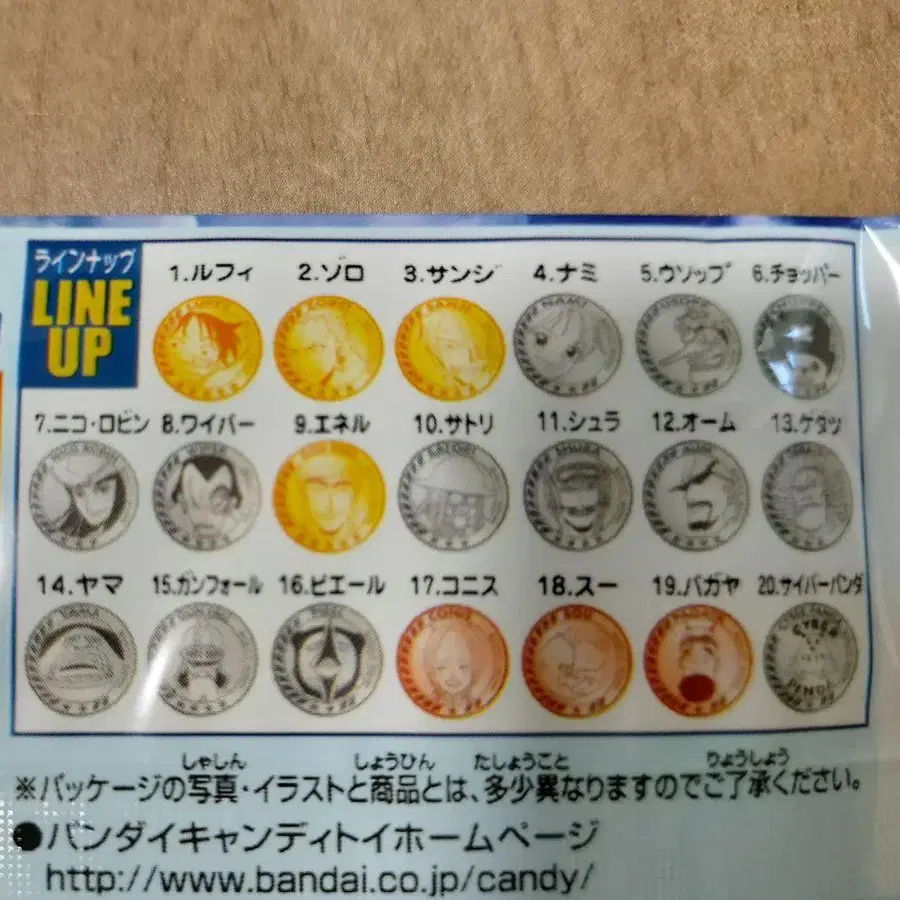 ラインナップ
LINE
UP
1.ルフィ 2.ゾロ 3.サンジ 4.ナミ 5.ウソップ 6.チョッパー
7.ニコ・ロビン 8.ワイパー 9.エネル 10.サトリ 11.シュラ 12.オーム 13.ゲダツ
14.ヤマ 15.ガンフォール 16.ピエール 17.コニス 18.スー 19.パガヤ 20.サイバーパンダ
しゃしん しょうひん たしょうこと りょうしょう
※パッケージの写真・イラストと商品とは、多少異なりますのでご了承ください。
●バンダイキャンディトイホームページ
http://www.bandai.co.jp/candy/